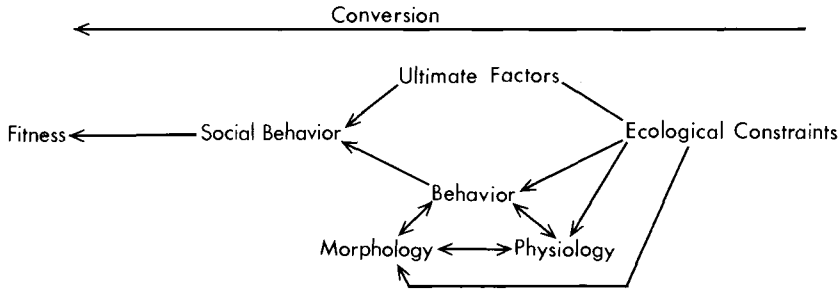 Conversion
Ultimate Factors
Fitness Social Behavior Ecological Constraints
Behavior
Morphology Physiology